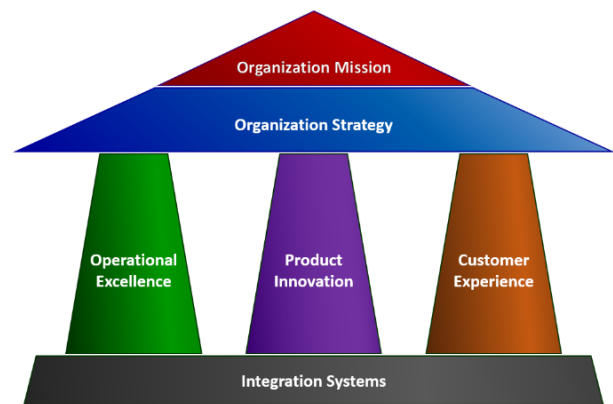 Organization Mission
Organization Strategy
Operational
Excellence
Product
Innovation
Customer
Experience
Integration Systems